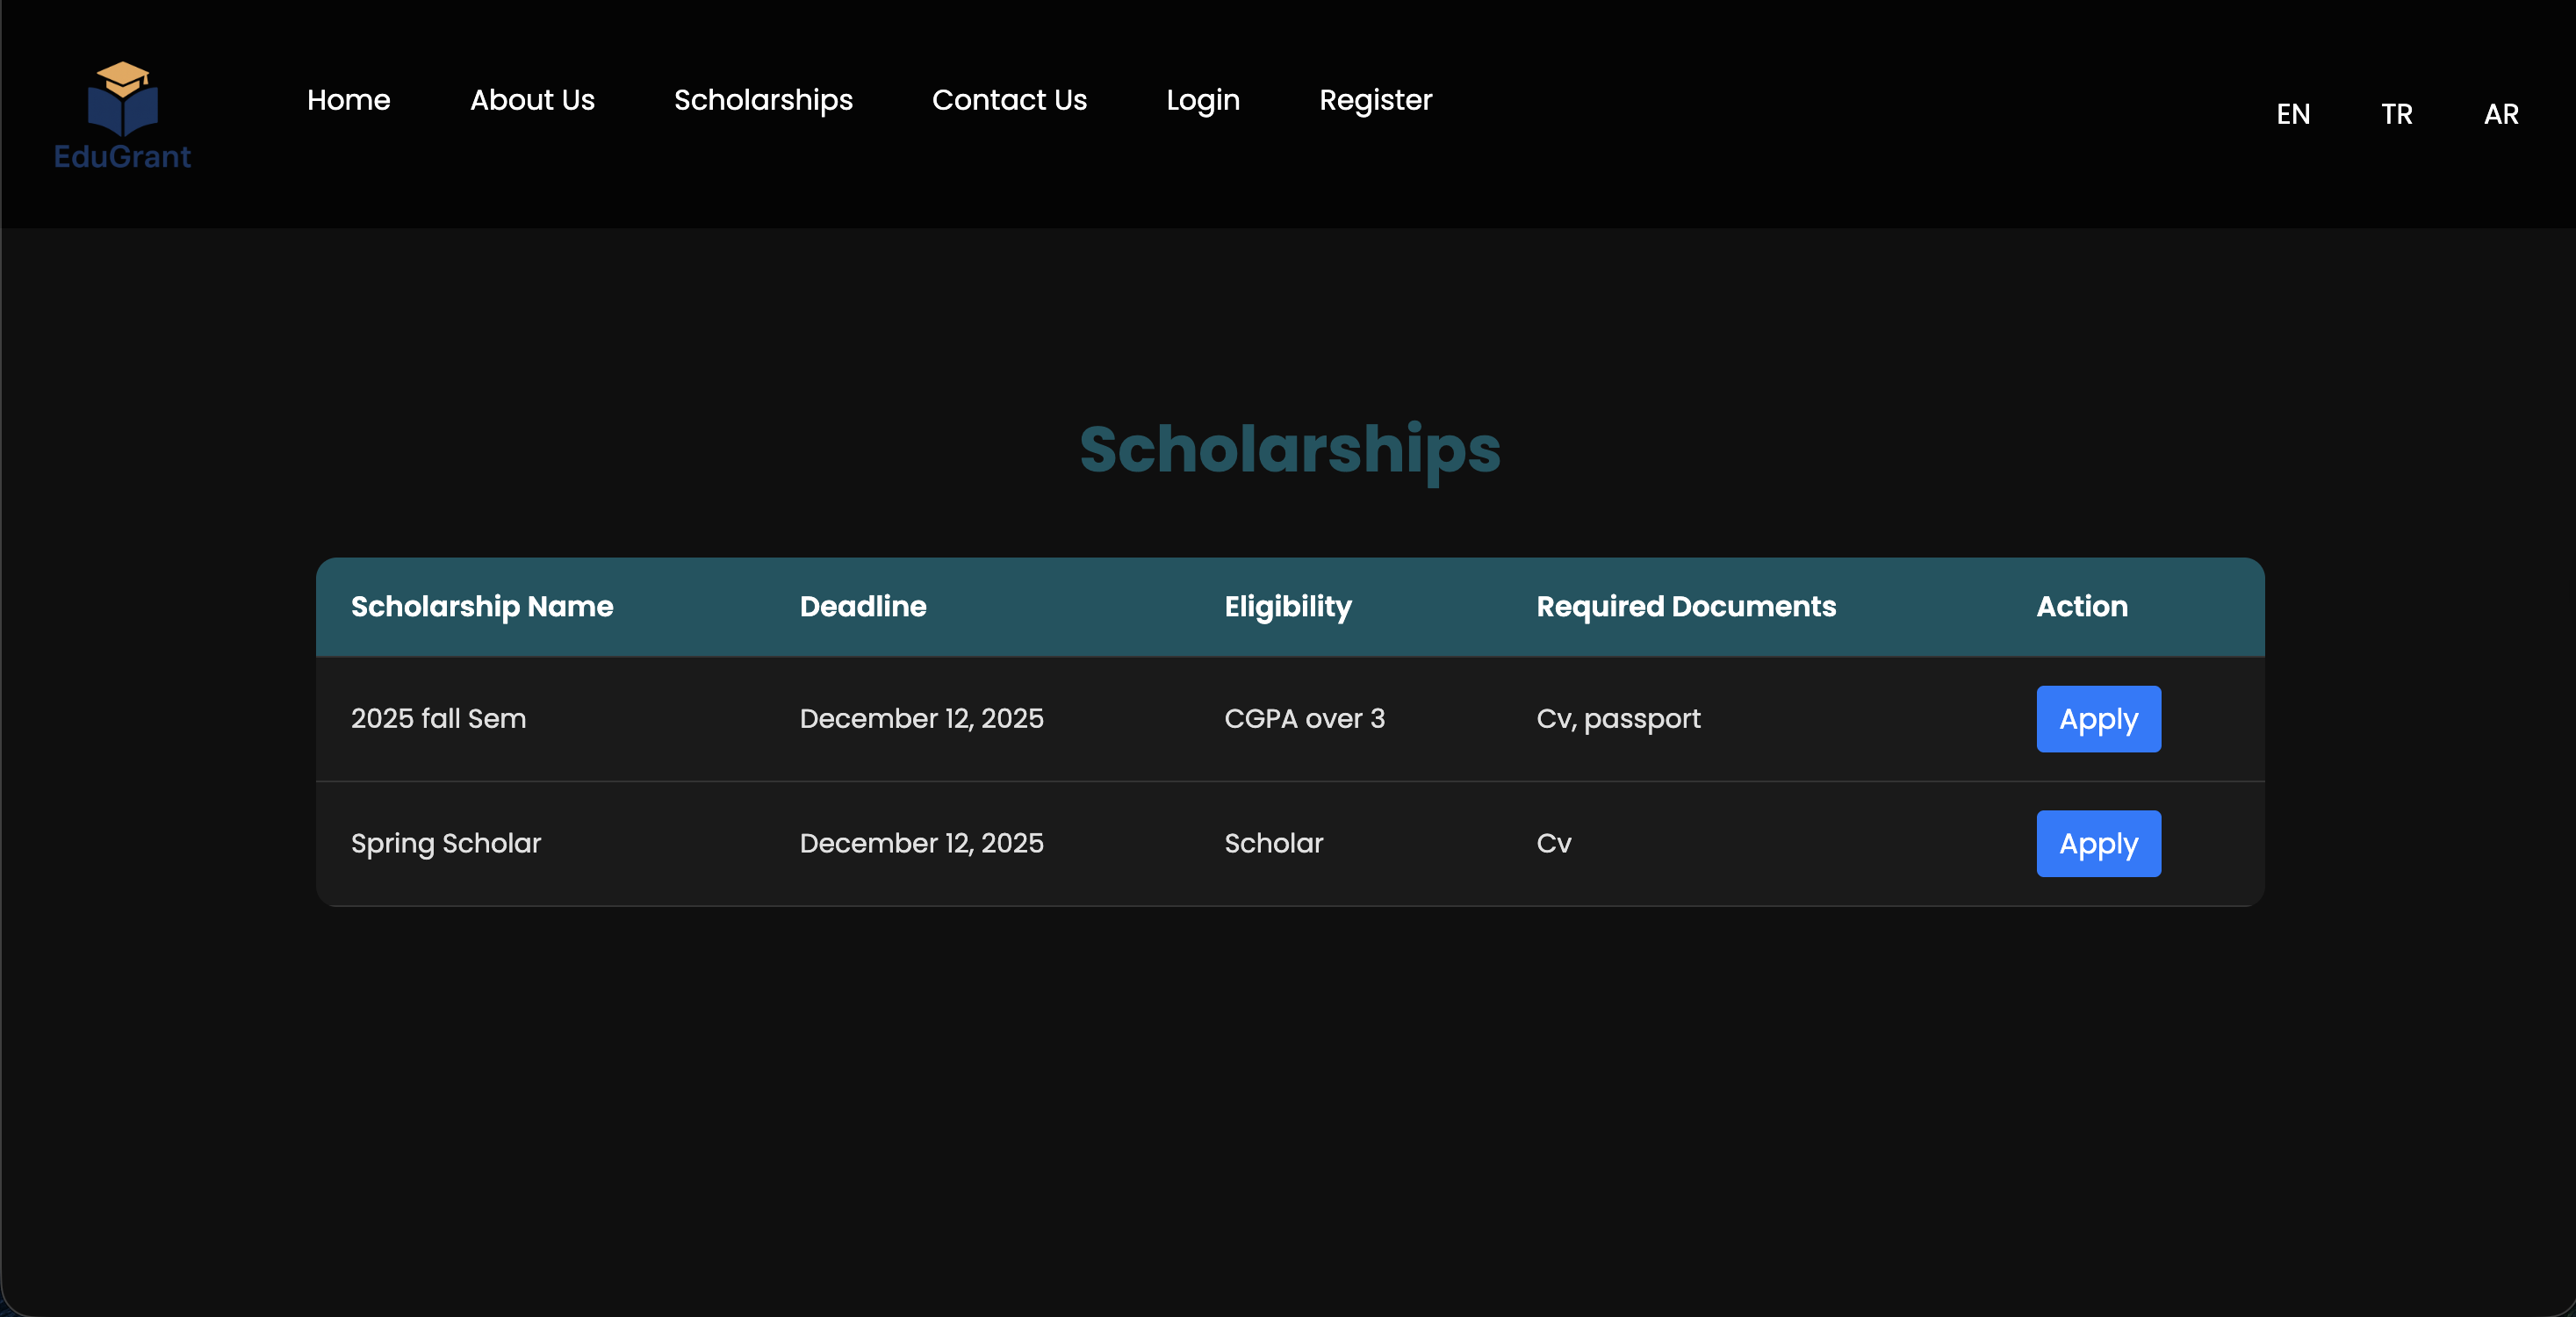 EduGrant
Home About Us Scholarships Contact Us Login Register
EN TR AR
Scholarships
Scholarship Name Deadline Eligibility Required Documents Action
2025 fall Sem December 12, 2025 CGPA over 3 Cv, passport Apply
Spring Scholar December 12, 2025 Scholar Cv Apply